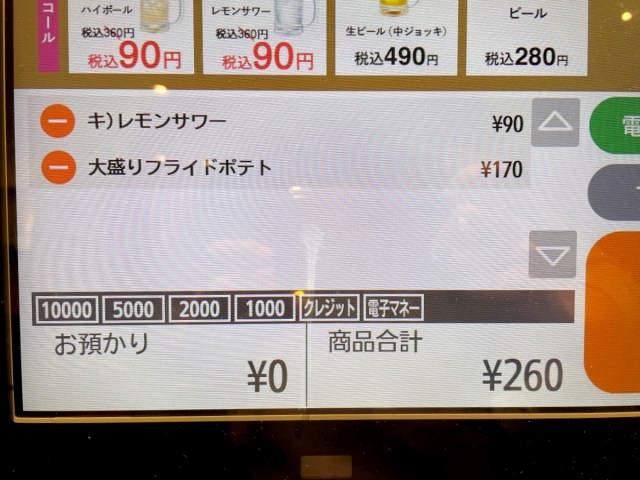 コール
ハイボール
税込360円
税込90円
レモンサワー
税込360円
税込90円
生ビール(中ジョッキ)
税込490円
ビール
税込280円
キ)レモンサワー ¥90
大盛りフライドポテト ¥170
電
10000 5000 2000 1000 クレジット 電子マネー
お預かり
¥0
商品合計
¥260